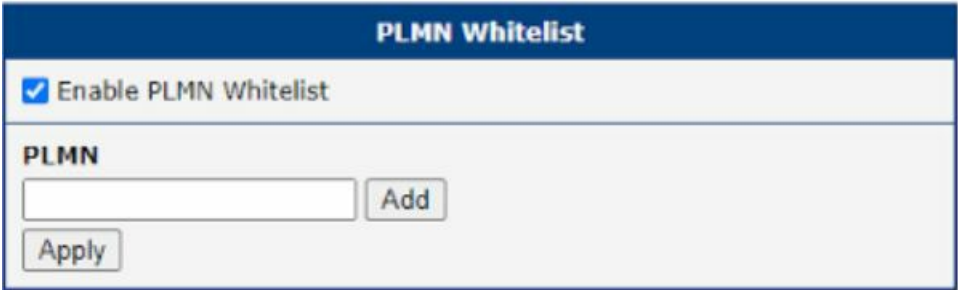 PLMN Whitelist
Enable PLMN Whitelist
PLMN
Add
Apply